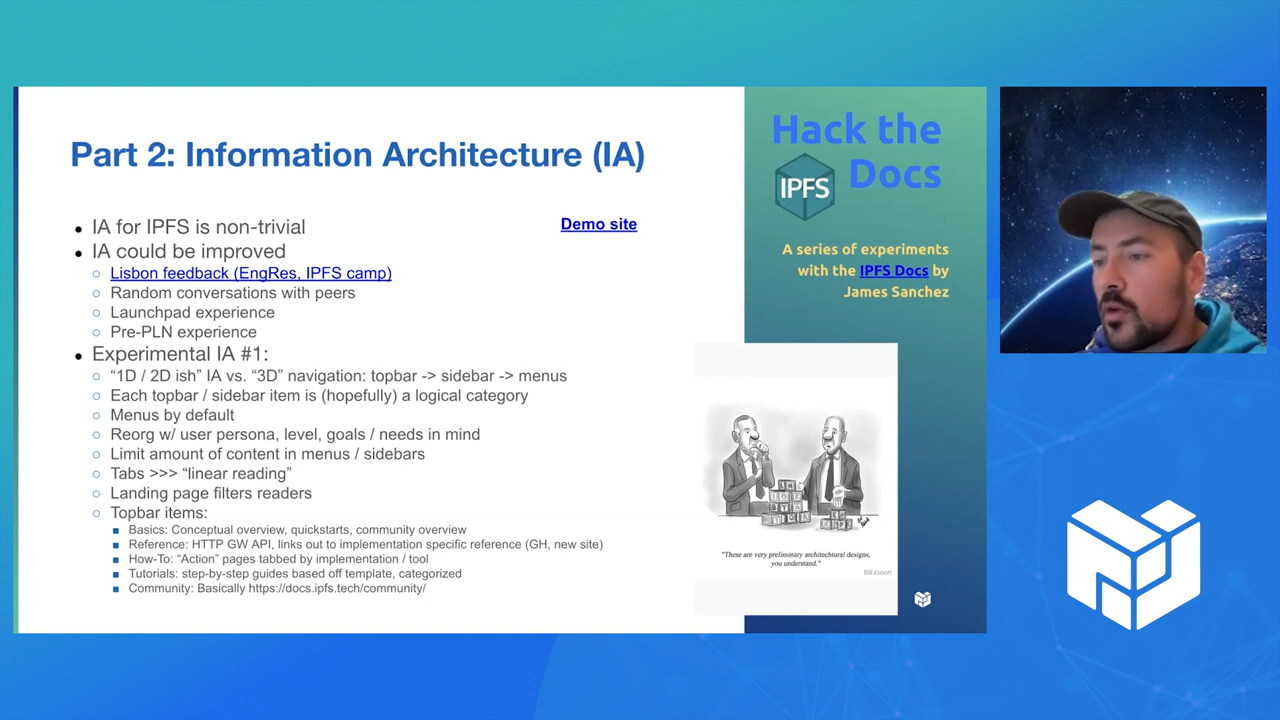 Part 2: Information Architecture (IA)
IA for IPFS is non-trivial
Demo site
IA could be improved
Lisbon feedback (EngRes, IPFS camp)
Random conversations with peers
Launchpad experience
Pre-PLN experience
Experimental IA #1:
“1D / 2D ish” IA vs. “3D” navigation: topbar -> sidebar -> menus
Each topbar / sidebar item is (hopefully) a logical category
Menus by default
Reorg w/ user persona, level, goals / needs in mind
Limit amount of content in menus / sidebars
Tabs >>> “linear reading”
Landing page filters readers
Topbar items:
Basics: Conceptual overview, quickstarts, community overview
Reference: HTTP GW API, links out to implementation specific reference (GH, new site)
How-To: “Action” pages tabbed by implementation / tool
Tutorials: step-by-step guides based off template, categorized
Community: Basically https://docs.ipfs.tech/community/
Hack the
IPFS Docs
A series of experiments
with the IPFS Docs by
James Sanchez
"These are very preliminary architechtural designs,
you understand."
Bill Abbott